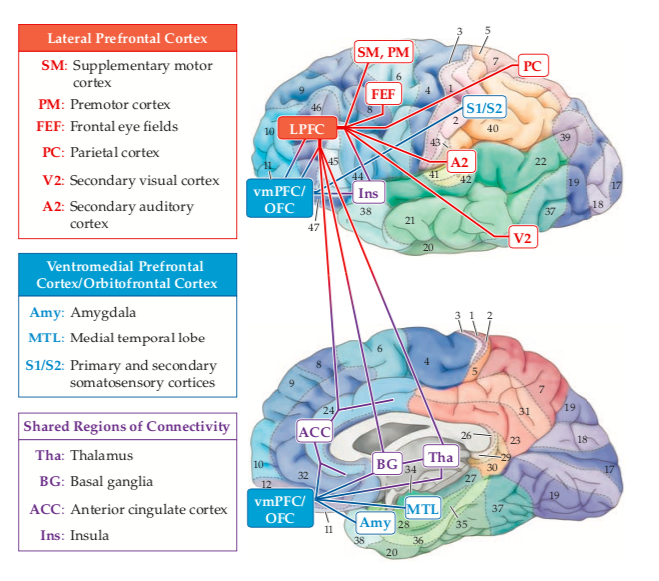 Lateral Prefrontal Cortex
SM: Supplementary motor
cortex
PM: Premotor cortex
FEF: Frontal eye fields
PC: Parietal cortex
V2: Secondary visual cortex
A2: Secondary auditory
cortex
Ventromedial Prefrontal
Cortex/Orbitofrontal Cortex
Amy: Amygdala
MTL: Medial temporal lobe
S1/S2: Primary and secondary
somatosensory cortices
Shared Regions of Connectivity
Tha: Thalamus
BG: Basal ganglia
ACC: Anterior cingulate cortex
Ins: Insula
3
5
SM, PM
7
PC
6
4
1
9
FEF
8
46
S1/S2
2
10
LPFC
40
39
43
45
A2
22
11
41
42
44
19
17
vmPFC/
OFC
Ins
18
47
38
37
21
V2
20
3
1
2
6
4
8
5
9
7
24
31
19
ACC
26
23
18
Tha
29
10
BG
30
17
32
34
27
12
19
vmPFC/
OFC
MTL
37
11
Amy
28
35
38
36
20